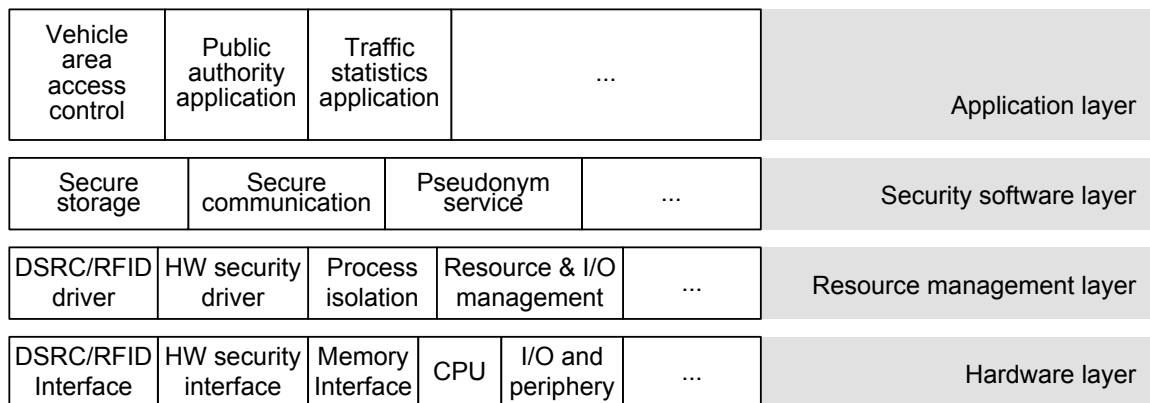 Vehicle
area
access
control
Public
authority
application
Traffic
statistics
application
...
Application layer
Secure
storage
Secure
communication
Pseudonym
service
...
Security software layer
DSRC/RFID
driver
HW security
driver
Process
isolation
Resource & I/O
management
...
Resource management layer
DSRC/RFID
Interface
HW security
interface
Memory
Interface
CPU
I/O and
periphery
...
Hardware layer